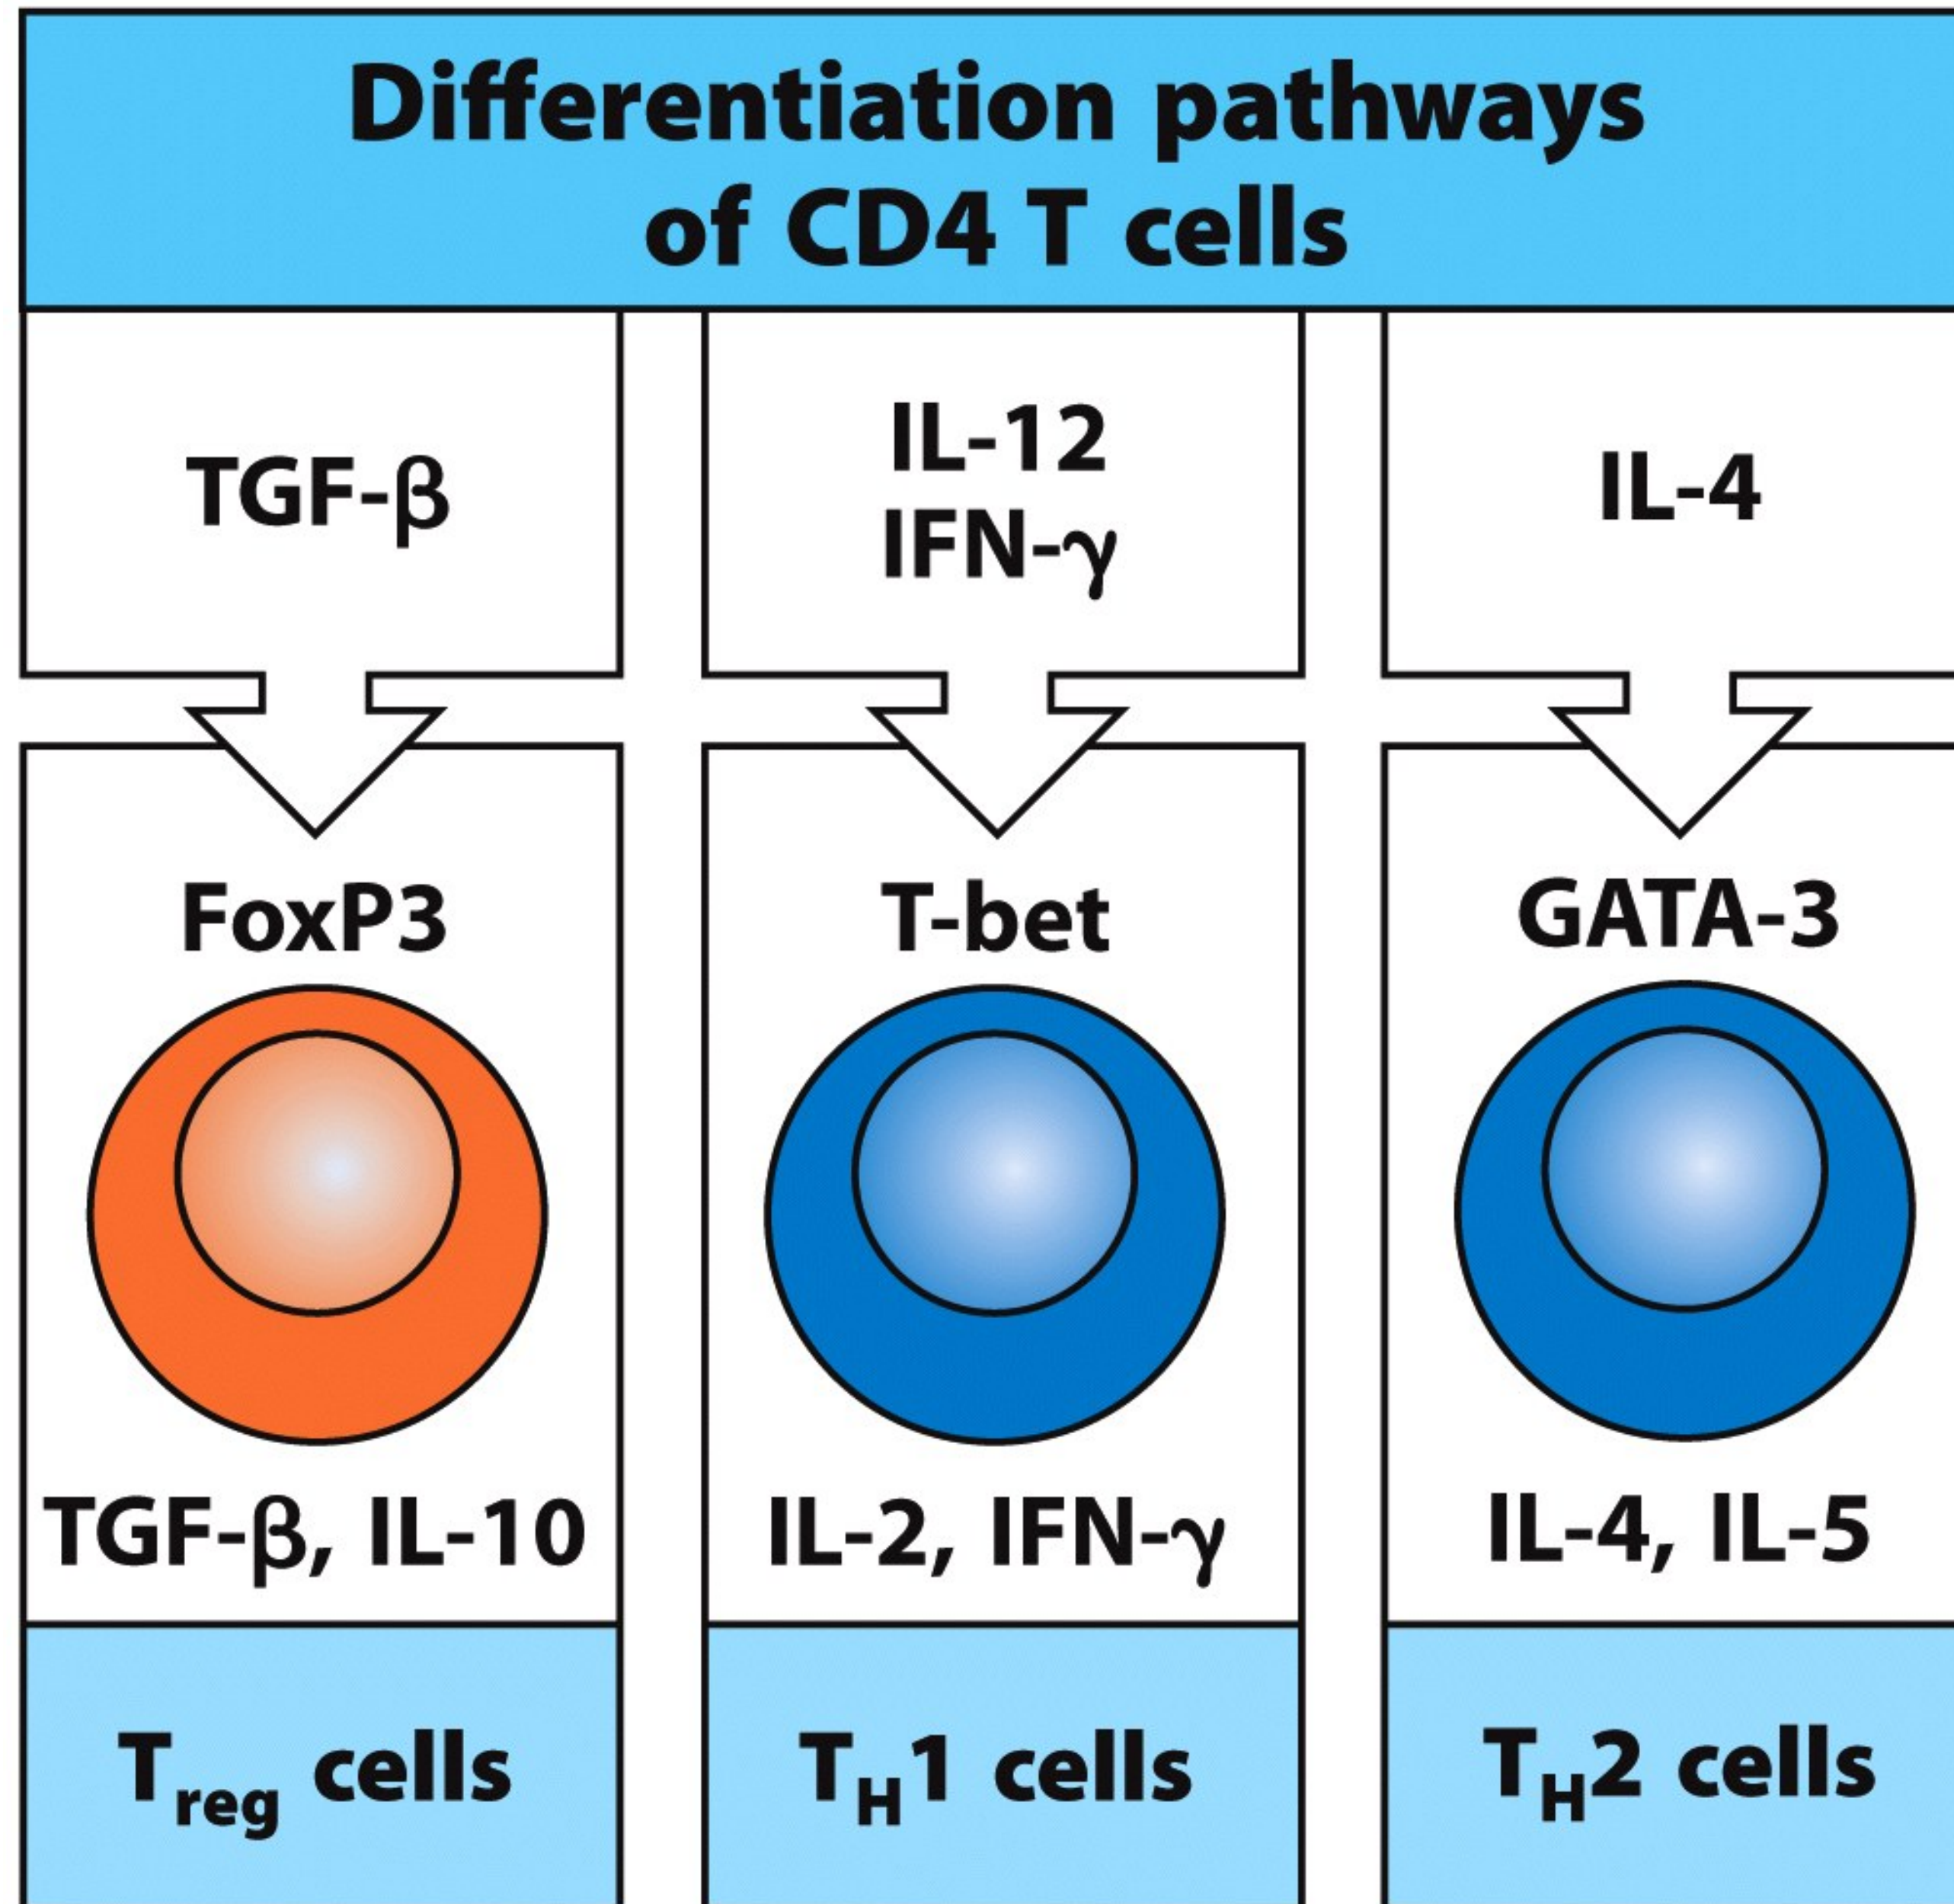 Differentiation pathways
of CD4 T cells
TGF-β
IL-12
IFN-γ
IL-4
FoxP3
T-bet
GATA-3
TGF-β, IL-10
IL-2, IFN-γ
IL-4, IL-5
Treg cells
TH1 cells
TH2 cells